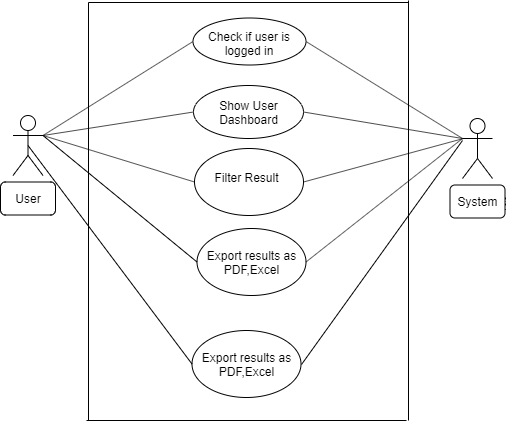 Check if user is
logged in
Show User
Dashboard
Filter Result
User
System
Export results as
PDF,Excel
Export results as
PDF,Excel